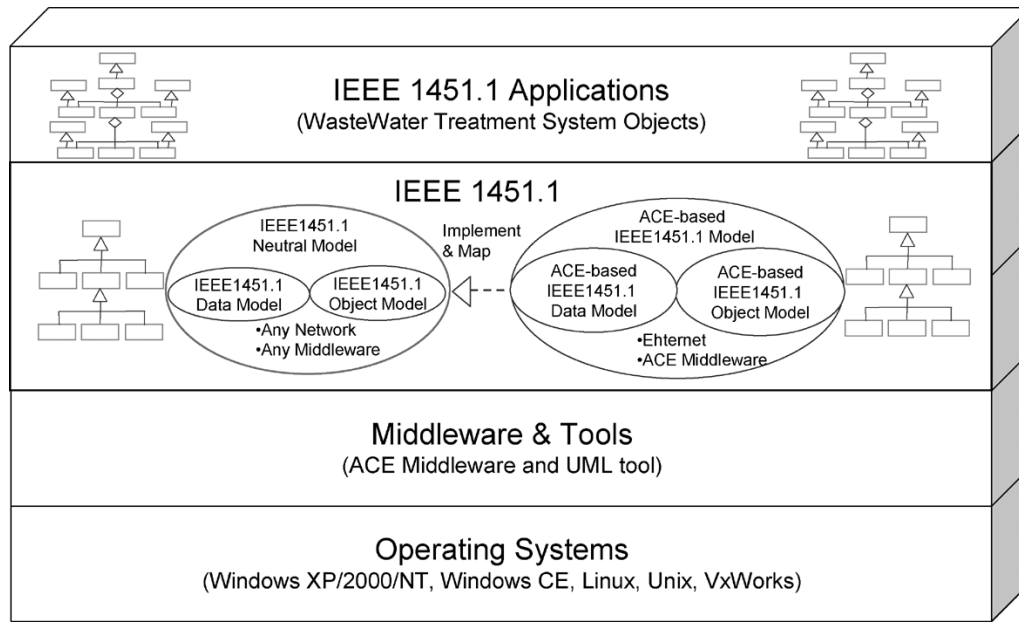 IEEE 1451.1 Applications
(WasteWater Treatment System Objects)
IEEE 1451.1
IEEE1451.1
Neutral Model
IEEE1451.1
Data Model
IEEE1451.1
Object Model
•Any Network
•Any Middleware
Implement
& Map
ACE-based
IEEE1451.1 Model
ACE-based
IEEE1451.1
Data Model
ACE-based
IEEE1451.1
Object Model
•Ehternet
•ACE Middleware
Middleware & Tools
(ACE Middleware and UML tool)
Operating Systems
(Windows XP/2000/NT, Windows CE, Linux, Unix, VxWorks)